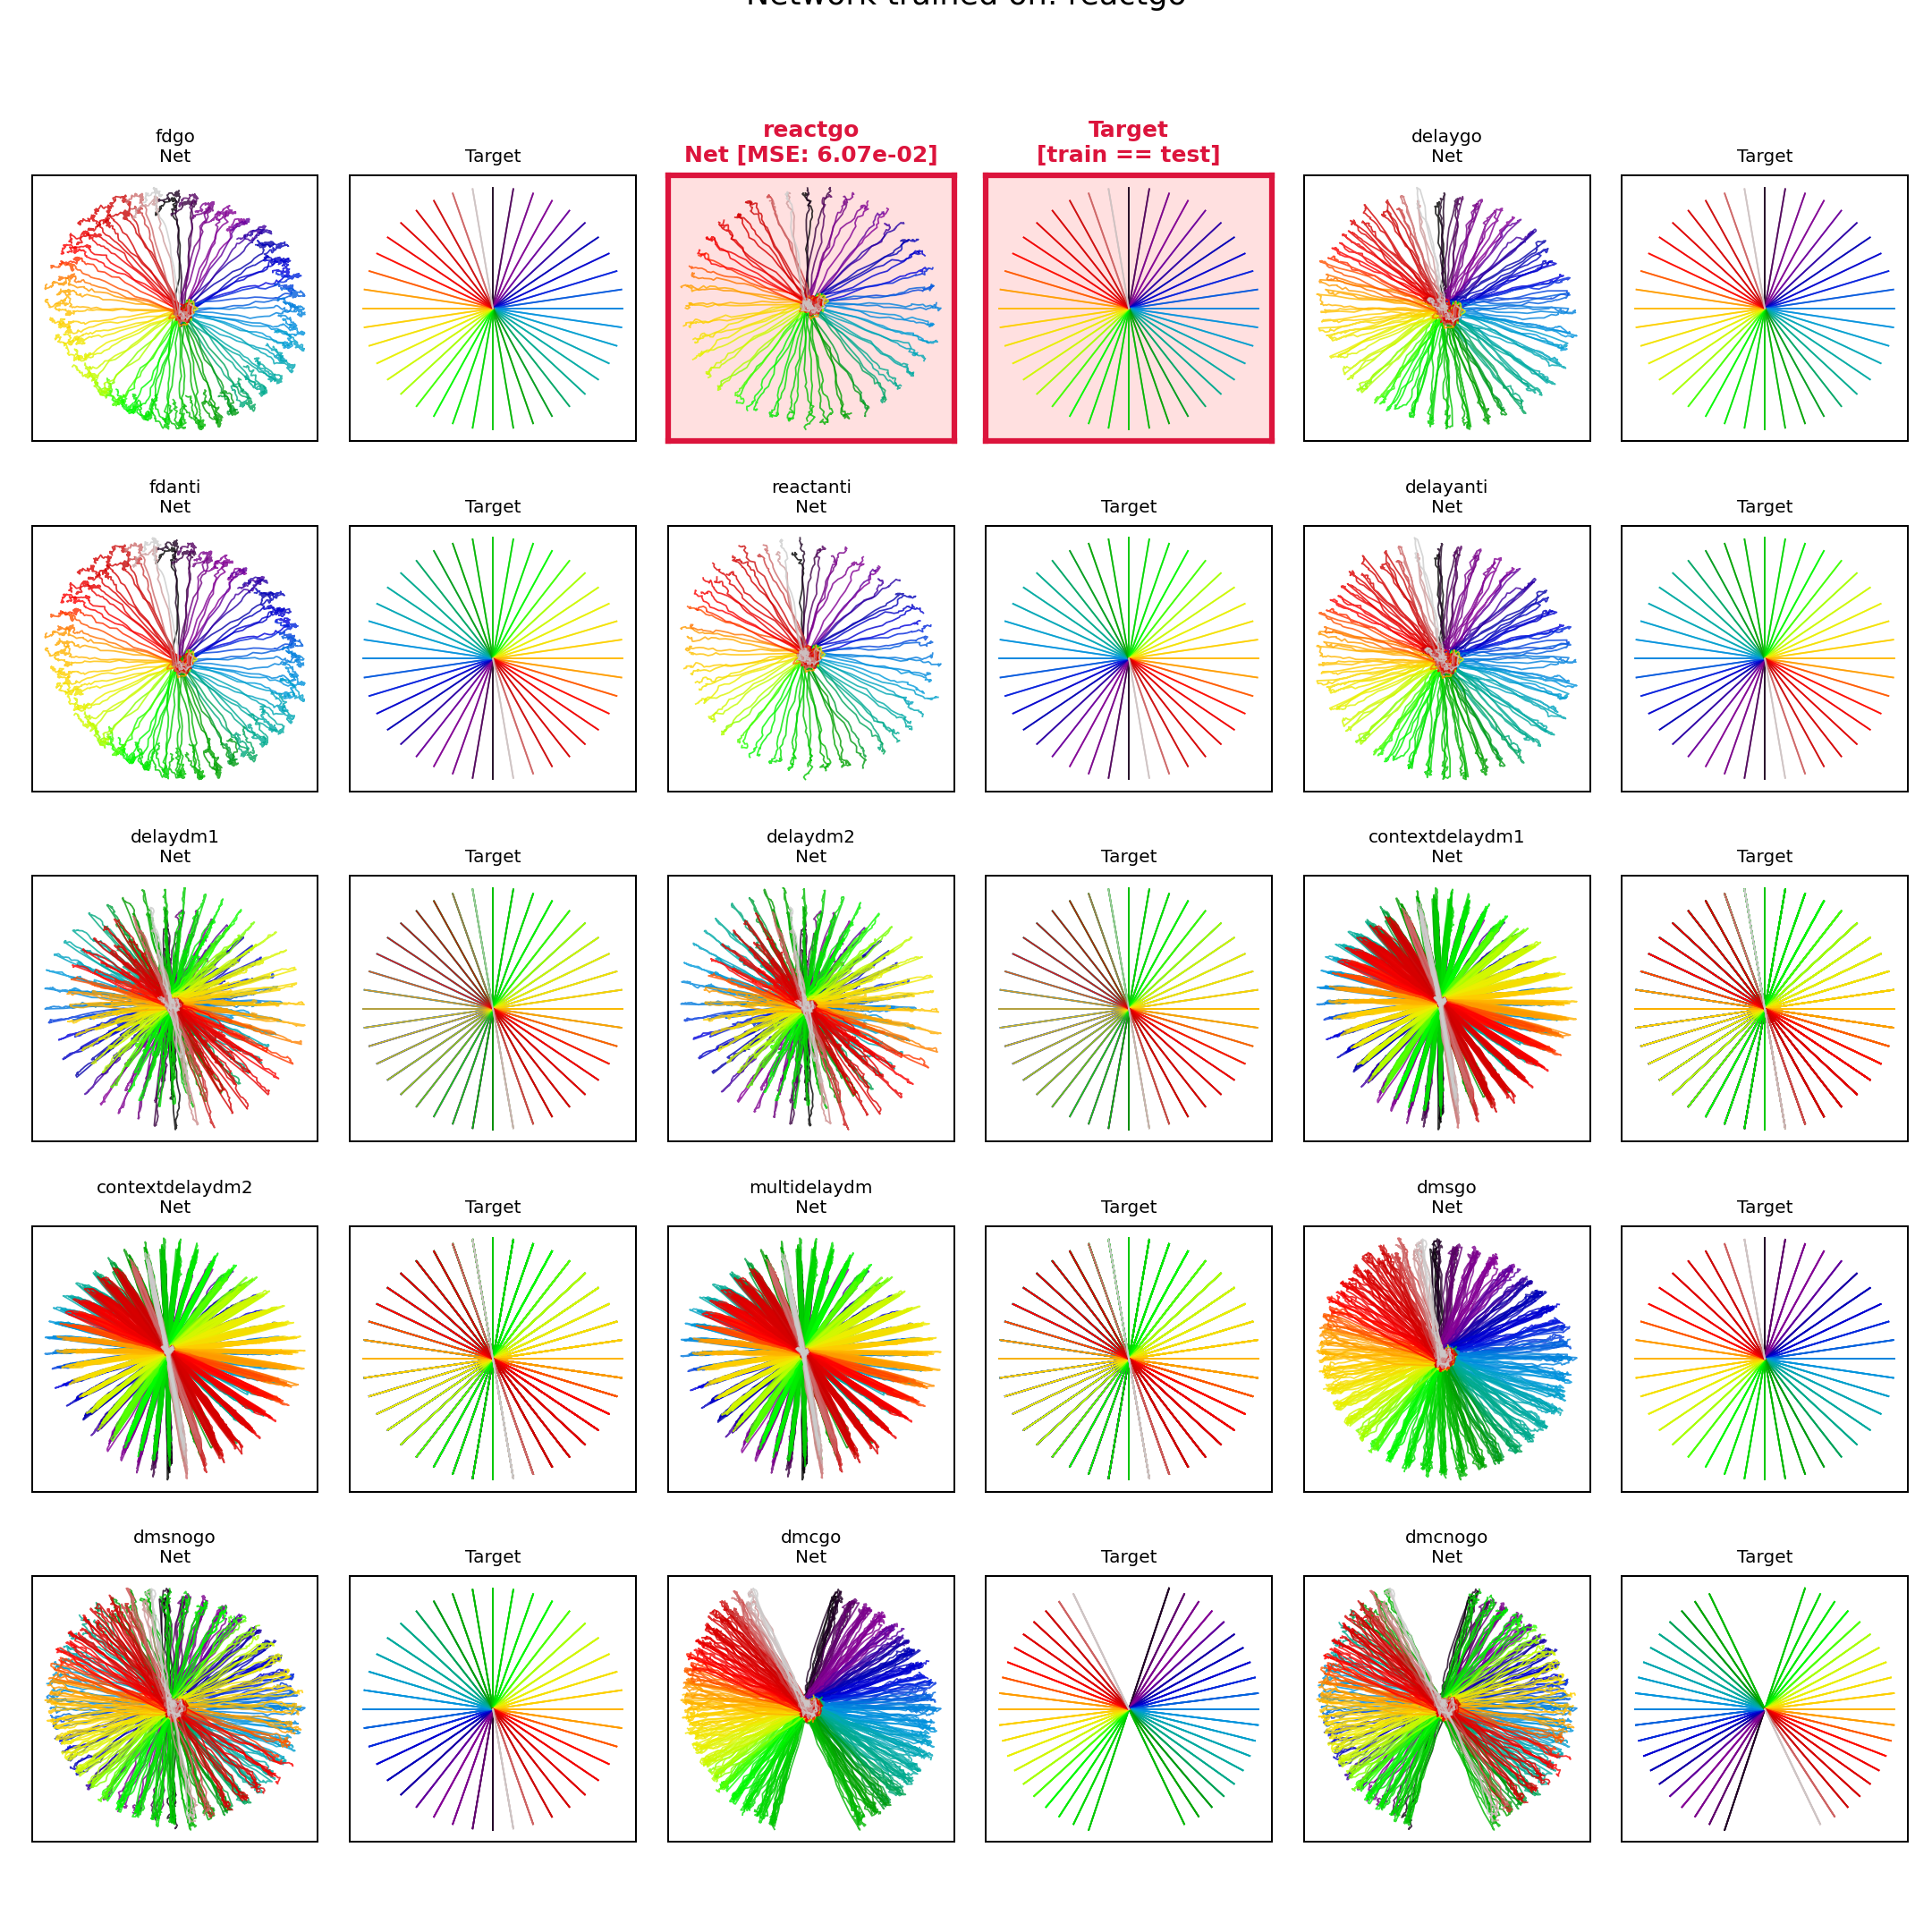 Network trained on: reactgo
fdgo
Net
Target
reactgo
Net [MSE: 6.07e-02]
Target
[train == test]
delaygo
Net
Target
fdanti
Net
Target
reactanti
Net
Target
delayanti
Net
Target
delaydm1
Net
Target
delaydm2
Net
Target
contextdelaydm1
Net
Target
contextdelaydm2
Net
Target
multidelaydm
Net
Target
dmsgo
Net
Target
dmsnogo
Net
Target
dmcgo
Net
Target
dmcnogo
Net
Target